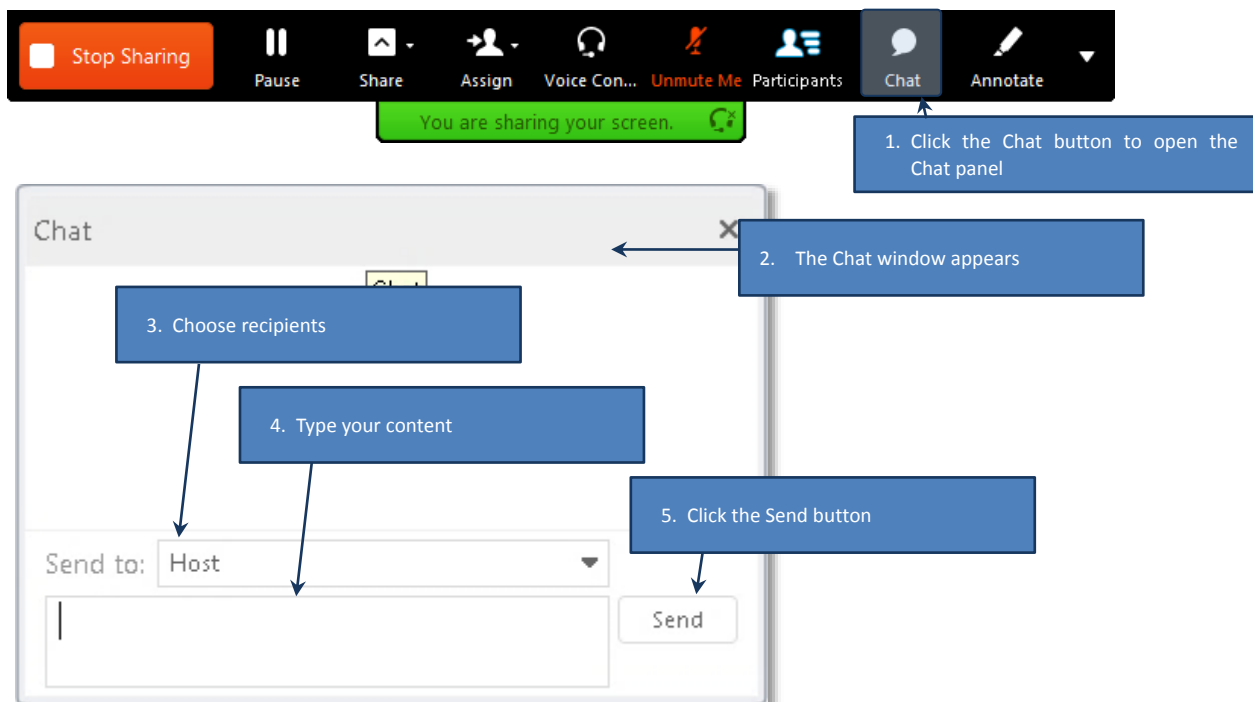 Stop Sharing
Pause
Share
Assign
Voice Con...
Unmute Me
Participants
Chat
Annotate
You are sharing your screen.
1. Click the Chat button to open the
Chat panel
Chat
2. The Chat window appears
3. Choose recipients
4. Type your content
5. Click the Send button
Send to:
Host
Send